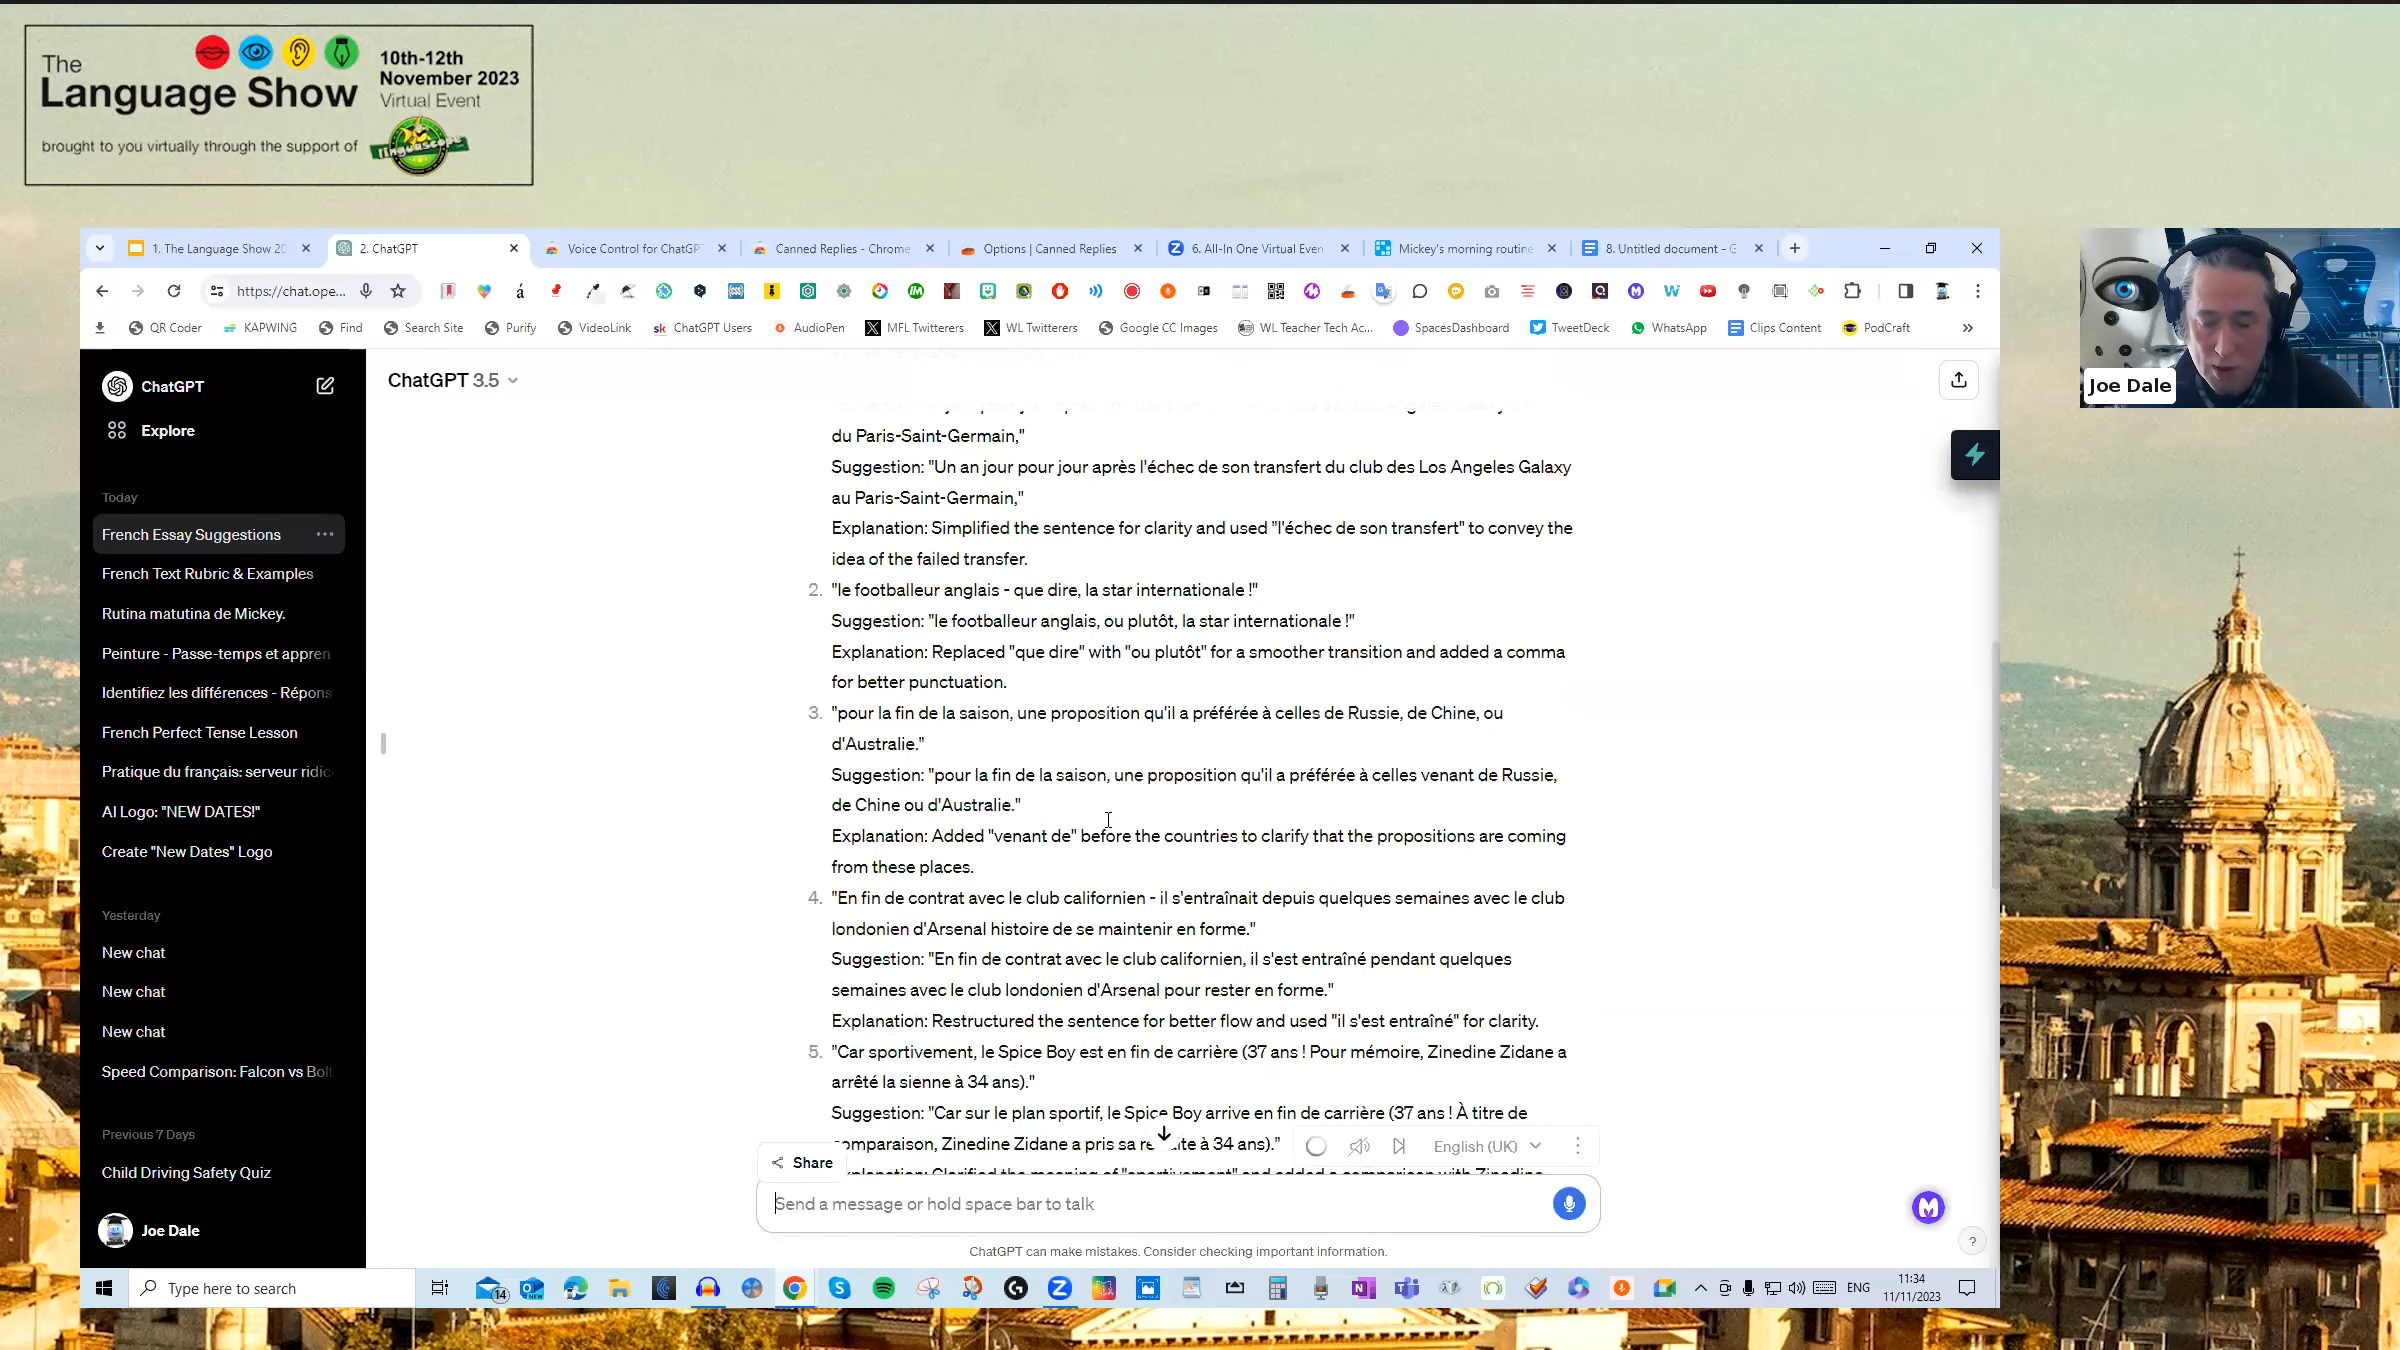 The
Language Show
10th-12th
November 2023
Virtual Event
brought to you virtually through the support of
linguascope
1. The Language Show 20
2. ChatGPT
Voice Control for ChatGP
Canned Replies - Chrome
Options | Canned Replies
6. All-In One Virtual Even
Mickey's morning routine
8. Untitled document - G
https://chat.ope...
QR Coder
KAPWING
Find
Search Site
Purify
VideoLink
sk ChatGPT Users
AudioPen
MFL Twitterers
WL Twitterers
Google CC Images
WL Teacher Tech Ac...
SpacesDashboard
TweetDeck
WhatsApp
Clips Content
PodCraft
Joe Dale
ChatGPT
Explore
Today
French Essay Suggestions
French Text Rubric & Examples
Rutina matutina de Mickey.
Peinture - Passe-temps et appren
Identifiez les différences - Répons
French Perfect Tense Lesson
Pratique du français: serveur ridic
AI Logo: "NEW DATES!"
Create "New Dates" Logo
Yesterday
New chat
New chat
New chat
Speed Comparison: Falcon vs Bolt
Previous 7 Days
Child Driving Safety Quiz
Joe Dale
ChatGPT 3.5
du Paris-Saint-Germain,"
Suggestion: "Un an jour pour jour après l'échec de son transfert du club des Los Angeles Galaxy
au Paris-Saint-Germain,"
Explanation: Simplified the sentence for clarity and used "l'échec de son transfert" to convey the
idea of the failed transfer.
2. "le footballeur anglais - que dire, la star internationale !"
Suggestion: "le footballeur anglais, ou plutôt, la star internationale !"
Explanation: Replaced "que dire" with "ou plutôt" for a smoother transition and added a comma
for better punctuation.
3. "pour la fin de la saison, une proposition qu'il a préférée à celles de Russie, de Chine, ou
d'Australie."
Suggestion: "pour la fin de la saison, une proposition qu'il a préférée à celles venant de Russie,
de Chine ou d'Australie."
Explanation: Added "venant de" before the countries to clarify that the propositions are coming
from these places.
4. "En fin de contrat avec le club californien - il s'entraînait depuis quelques semaines avec le club
londonien d'Arsenal histoire de se maintenir en forme."
Suggestion: "En fin de contrat avec le club californien, il s'est entraîné pendant quelques
semaines avec le club londonien d'Arsenal pour rester en forme."
Explanation: Restructured the sentence for better flow and used "il s'est entraîné" for clarity.
5. "Car sportivement, le Spice Boy est en fin de carrière (37 ans ! Pour mémoire, Zinedine Zidane a
arrêté la sienne à 34 ans)."
Suggestion: "Car sur le plan sportif, le Spice Boy arrive en fin de carrière (37 ans ! À titre de
comparaison, Zinedine Zidane a pris sa retraite à 34 ans)."
English (UK)
Share
Send a message or hold space bar to talk
ChatGPT can make mistakes. Consider checking important information.
?
Type here to search
14
ENG
11:34
11/11/2023